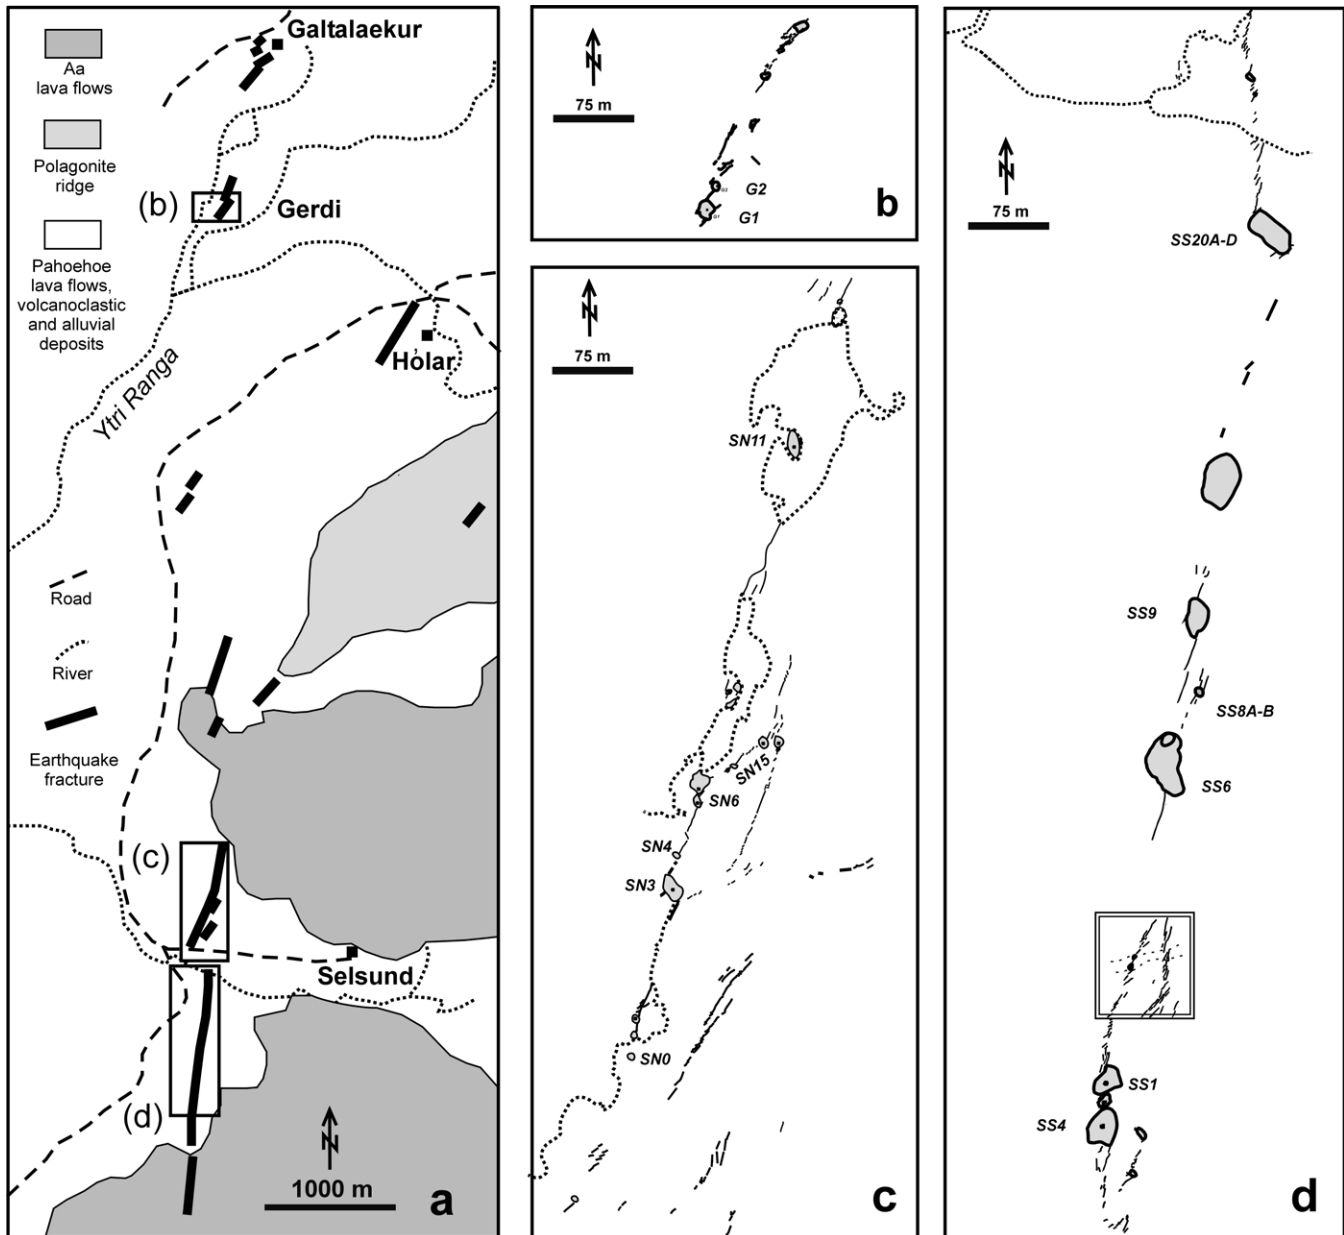 Aa
lava flows
Polagonite
ridge
Pahoehoe
lava flows,
volcanoclastic
and alluvial
deposits
Road
River
Earthquake
fracture
Galtalaekur
(b)
Gerdi
Hólar
Ytri Ranga
(c)
Selsund
(d)
N
1000 m
a
N
75 m
G2
G2
G1
G1
b
N
75 m
SN11
SN15
SN6
SN4
SN3
SN0
c
N
75 m
SS20A-D
SS9
SS8A-B
SS6
SS1
SS4
d